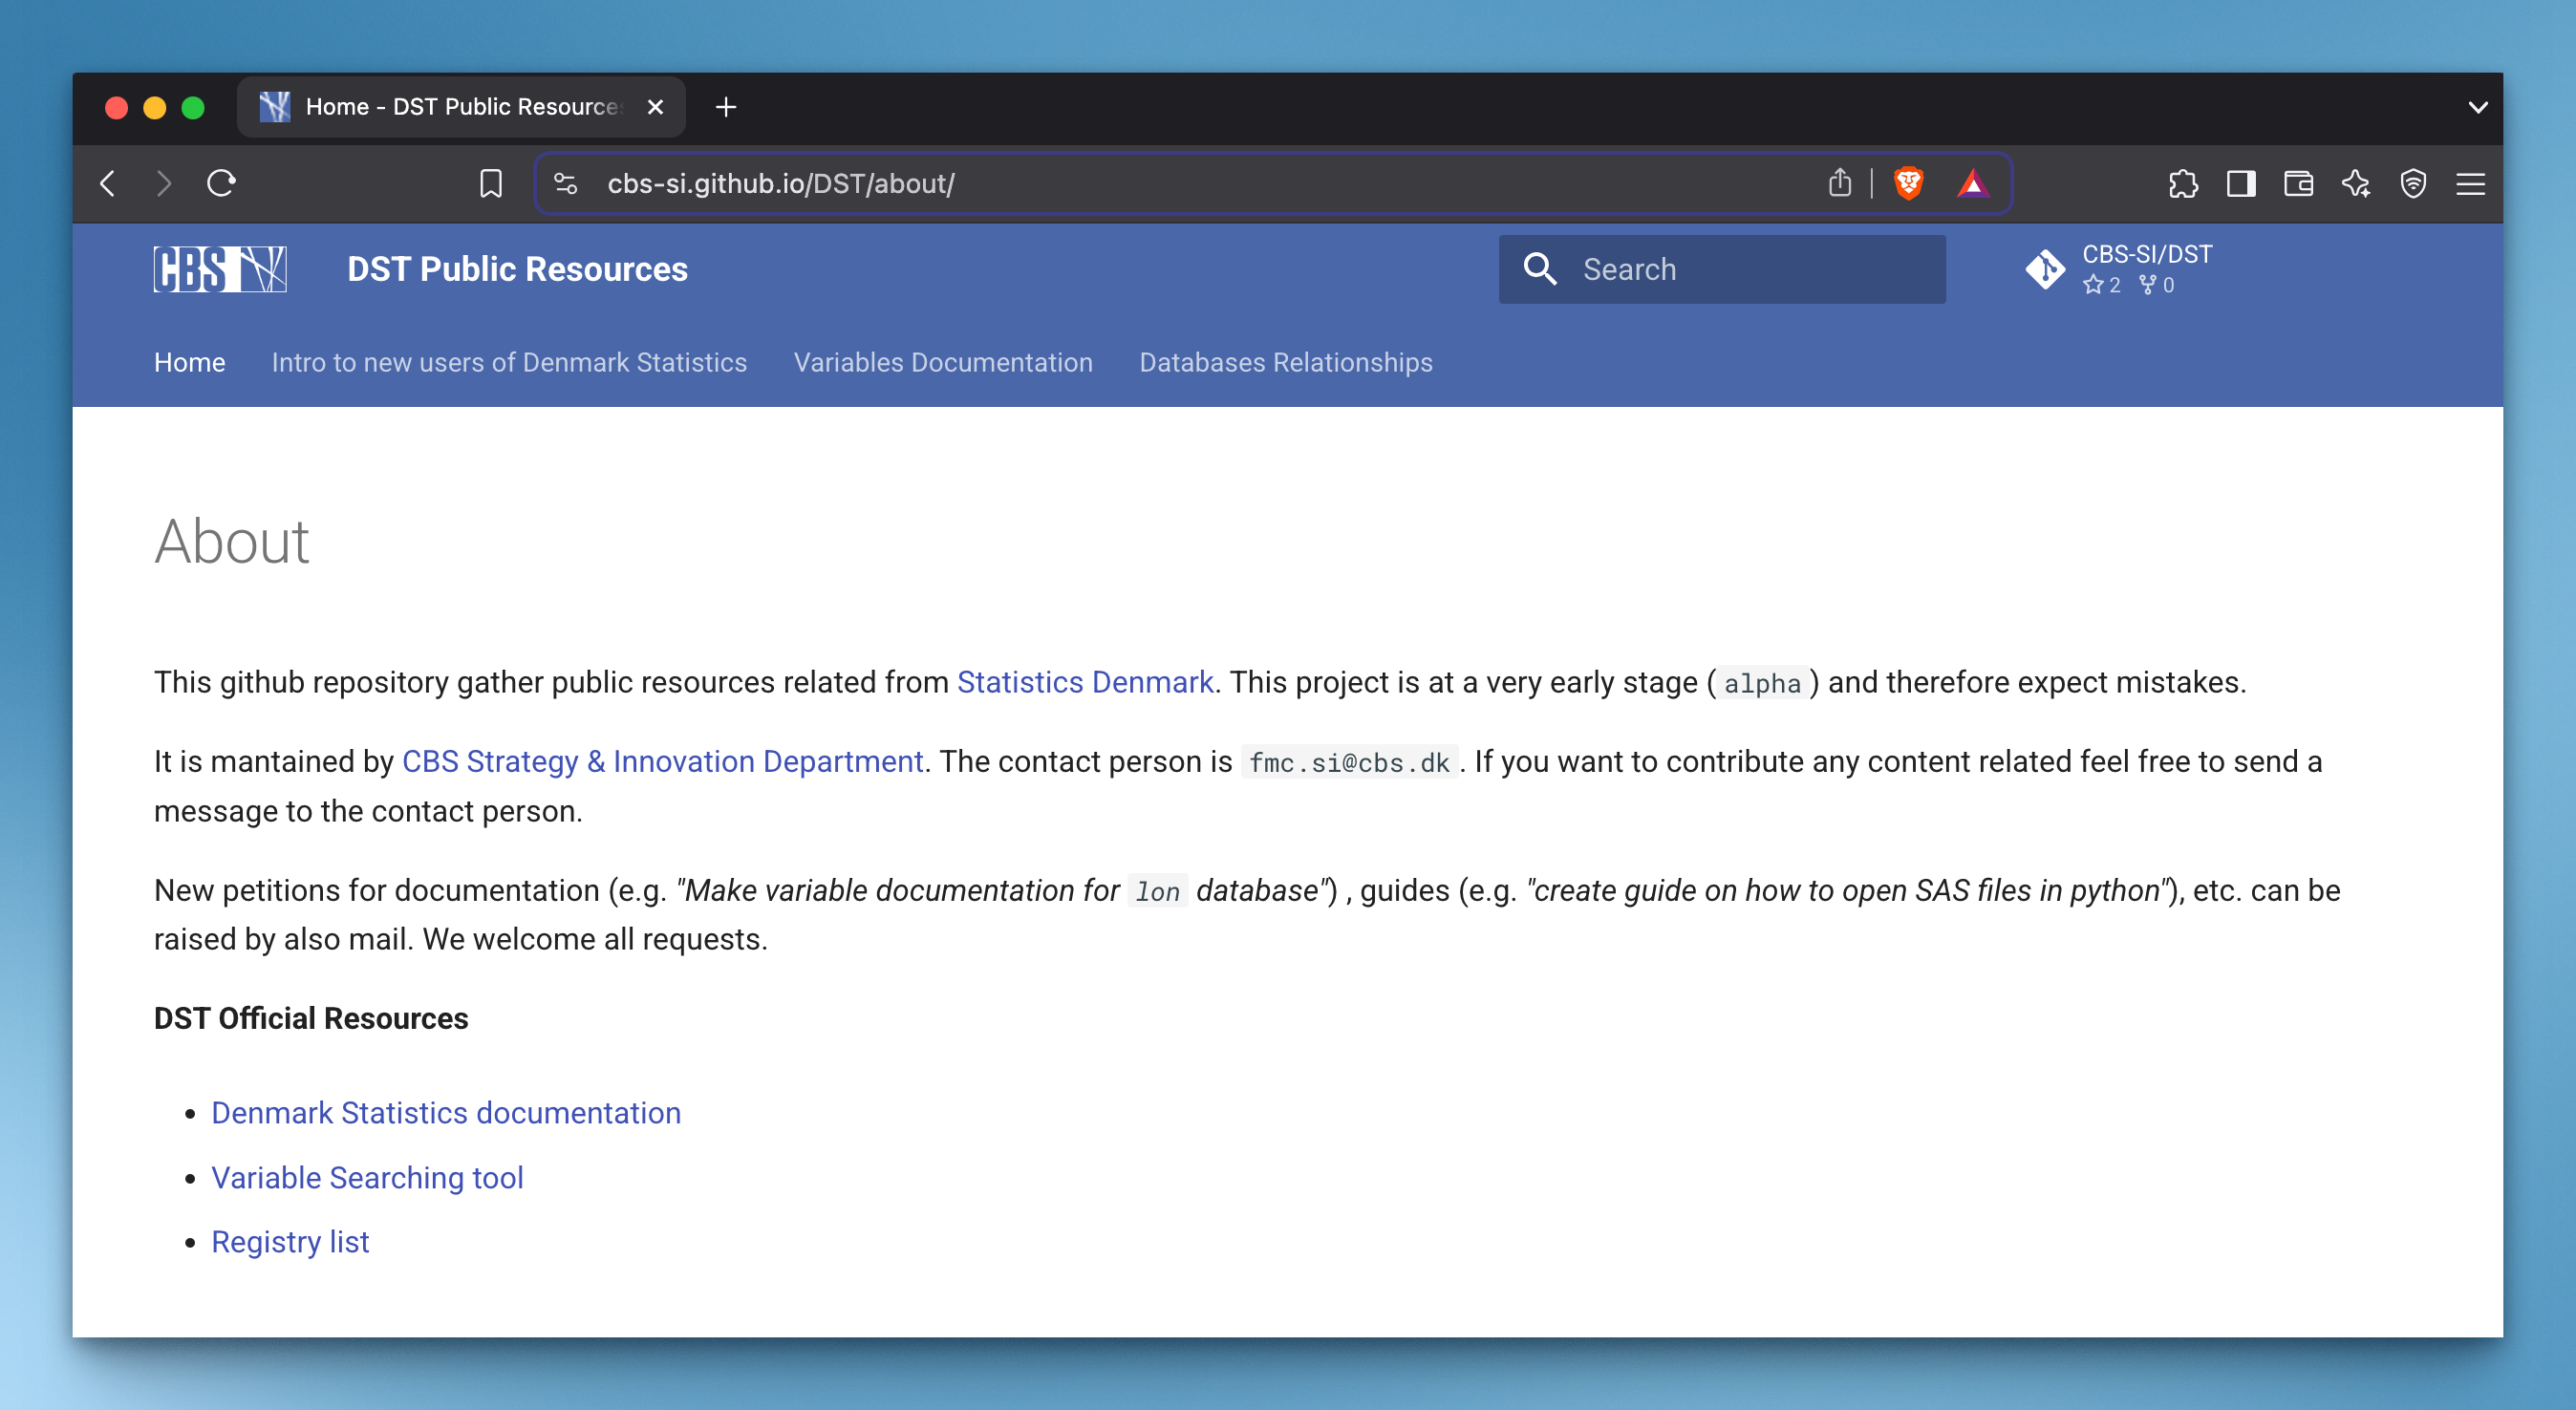 Home - DST Public Resources
cbs-si.github.io/DST/about/
CBS
DST Public Resources
Search
CBS-SI/DST
2 0
Home Intro to new users of Denmark Statistics Variables Documentation Databases Relationships
About
This github repository gather public resources related from Statistics Denmark. This project is at a very early stage (alpha) and therefore expect mistakes.
It is mantained by CBS Strategy & Innovation Department. The contact person is fmc.si@cbs.dk. If you want to contribute any content related feel free to send a
message to the contact person.
New petitions for documentation (e.g. "Make variable documentation for lon database") , guides (e.g. "create guide on how to open SAS files in python"), etc. can be
raised by also mail. We welcome all requests.
DST Official Resources
• Denmark Statistics documentation
• Variable Searching tool
• Registry list